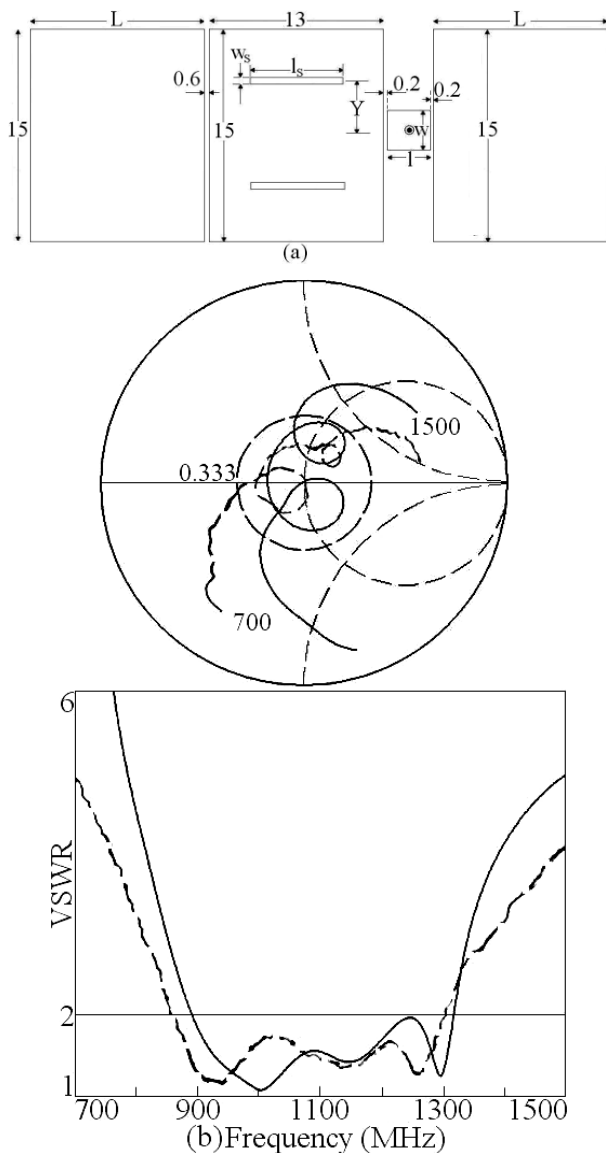 L 13 L
wₛ lₛ
0.6 Y 0.2 0.2
15 15 w 15
l
(a)
1500
0.333
700
6
VSWR
2
1
700 900 1100 1300 1500
(b)Frequency (MHz)